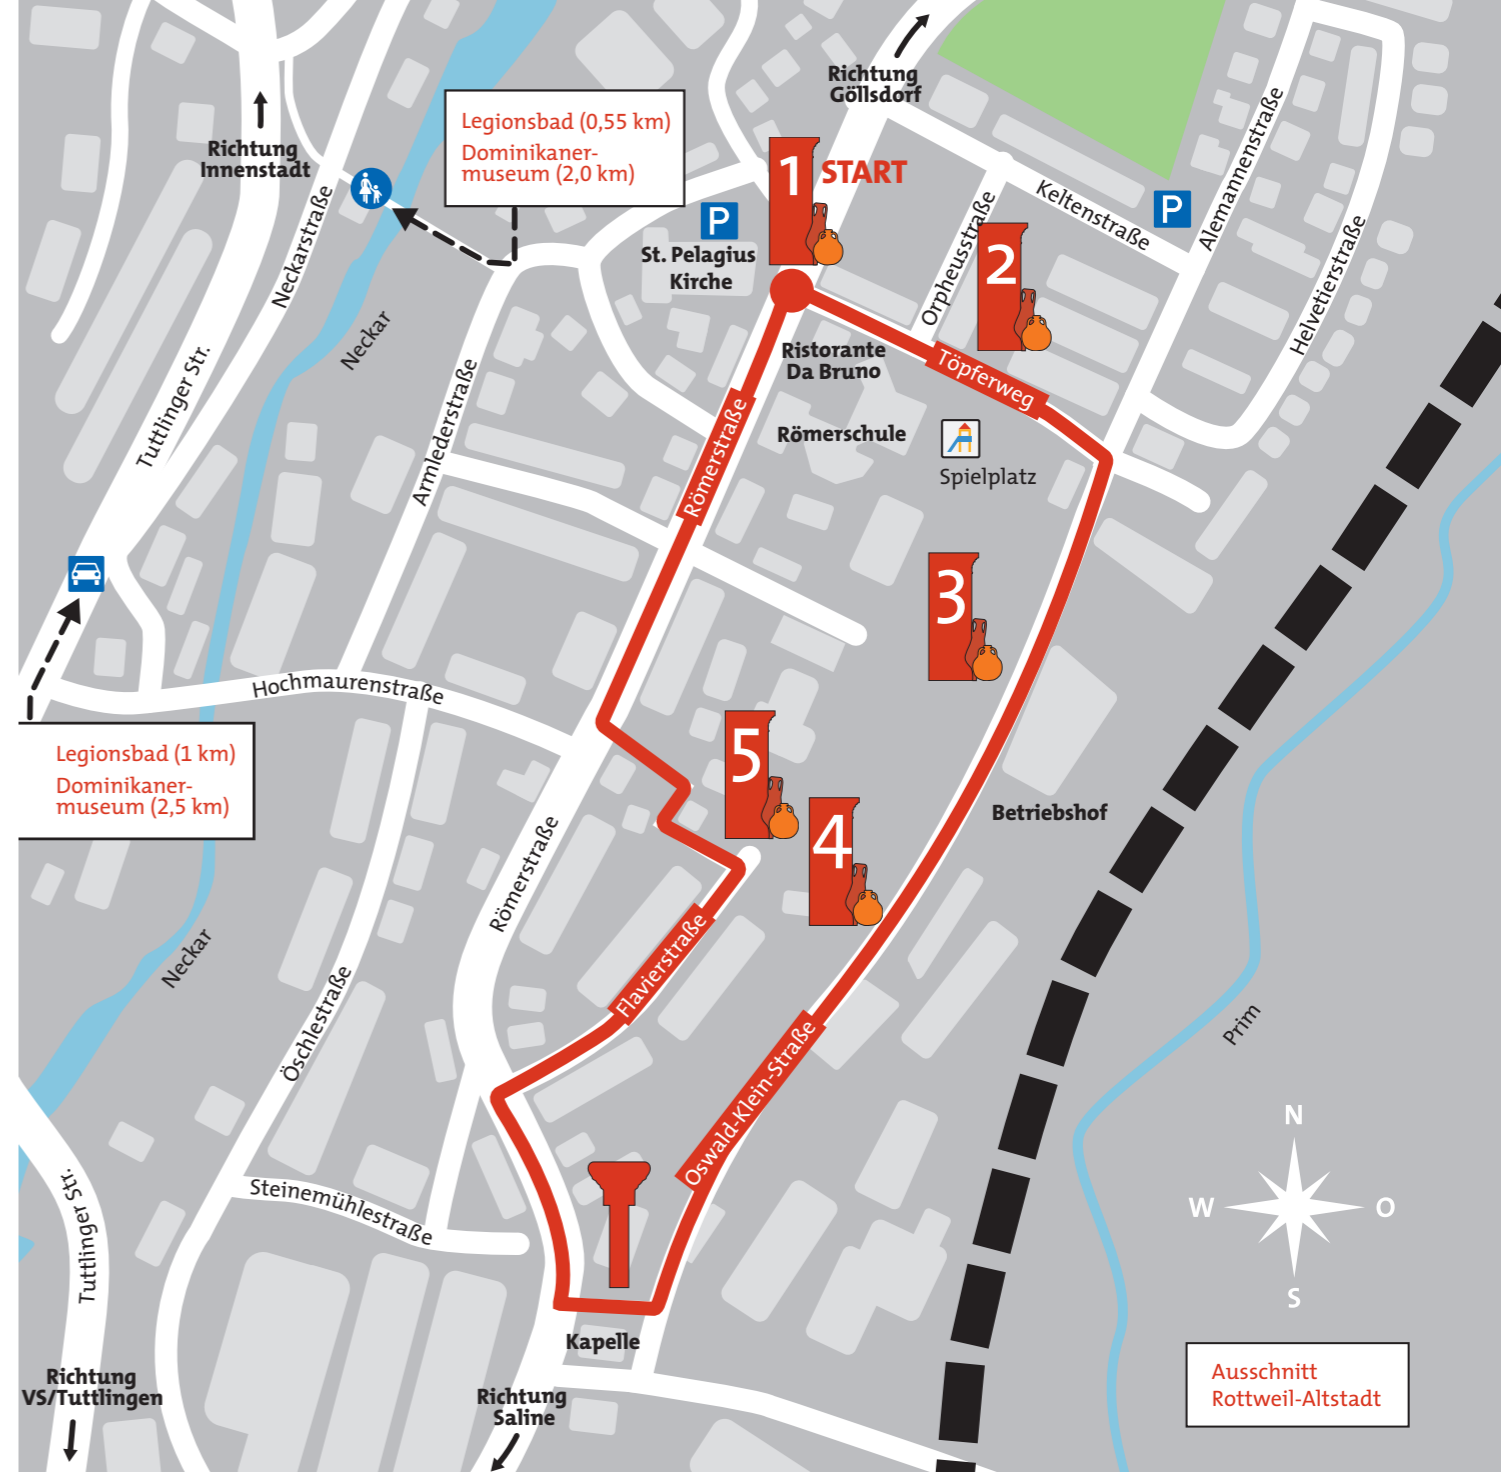 Richtung
Göllsdorf
Legionsbad (0,55 km)
Dominikaner-
museum (2,0 km)
Richtung
Innenstadt
1
START
P
St. Pelagius
Kirche
Keltenstraße
P
Alemannenstraße
Helvetierstraße
Orpheusstraße
2
Neckarstraße
Neckar
Tuttlinger Str.
Armlederstraße
Ristorante
Da Bruno
Töpferweg
Römerstraße
Römerschule
Spielplatz
3
Hochmaurenstraße
Legionsbad (1 km)
Dominikaner-
museum (2,5 km)
5
4
Betriebshof
Römerstraße
Flavierstraße
Neckar
Öschlestraße
Oswald-Klein-Straße
Prim
Steinemühlestraße
Tuttlinger Str.
N
W
O
S
Kapelle
Richtung
VS/Tuttlingen
Richtung
Saline
Ausschnitt
Rottweil-Altstadt